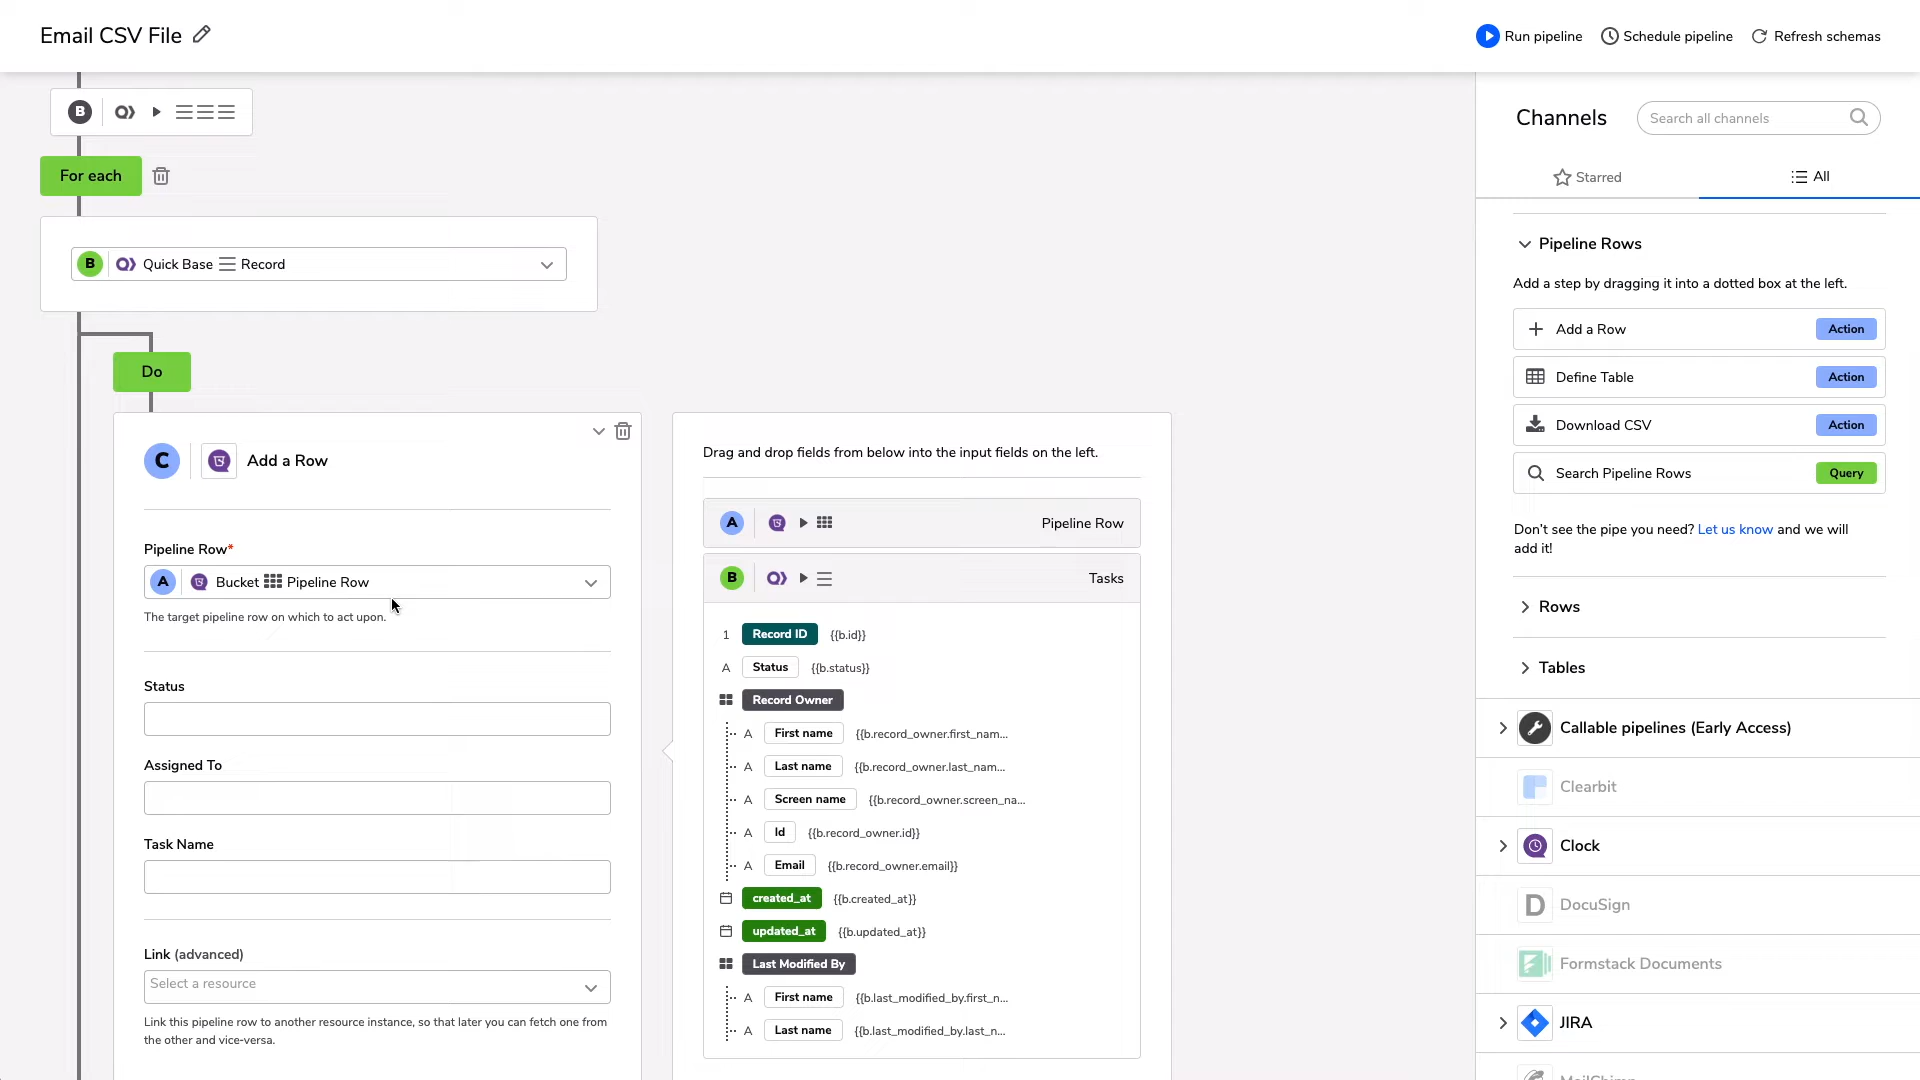 Email CSV File
Run pipeline
Schedule pipeline
Refresh schemas
B
For each
B Quick Base Record
Do
C Add a Row
Pipeline Row*
A Bucket Pipeline Row
The target pipeline row on which to act upon.
Status
Assigned To
Task Name
Link (advanced)
Select a resource
Link this pipeline row to another resource instance, so that later you can fetch one from
the other and vice-versa.
Drag and drop fields from below into the input fields on the left.
A Pipeline Row
B Tasks
1 Record ID {{b.id}}
A Status {{b.status}}
Record Owner
A First name {{b.record_owner.first_nam...
A Last name {{b.record_owner.last_nam...
A Screen name {{b.record_owner.screen_na...
A Id {{b.record_owner.id}}
A Email {{b.record_owner.email}}
created_at {{b.created_at}}
updated_at {{b.updated_at}}
Last Modified By
A First name {{b.last_modified_by.first_n...
A Last name {{b.last_modified_by.last_n...
Channels
Search all channels
Starred
All
Pipeline Rows
Add a step by dragging it into a dotted box at the left.
Add a Row Action
Define Table Action
Download CSV Action
Search Pipeline Rows Query
Don't see the pipe you need? Let us know and we will
add it!
Rows
Tables
Callable pipelines (Early Access)
Clearbit
Clock
D DocuSign
Formstack Documents
JIRA